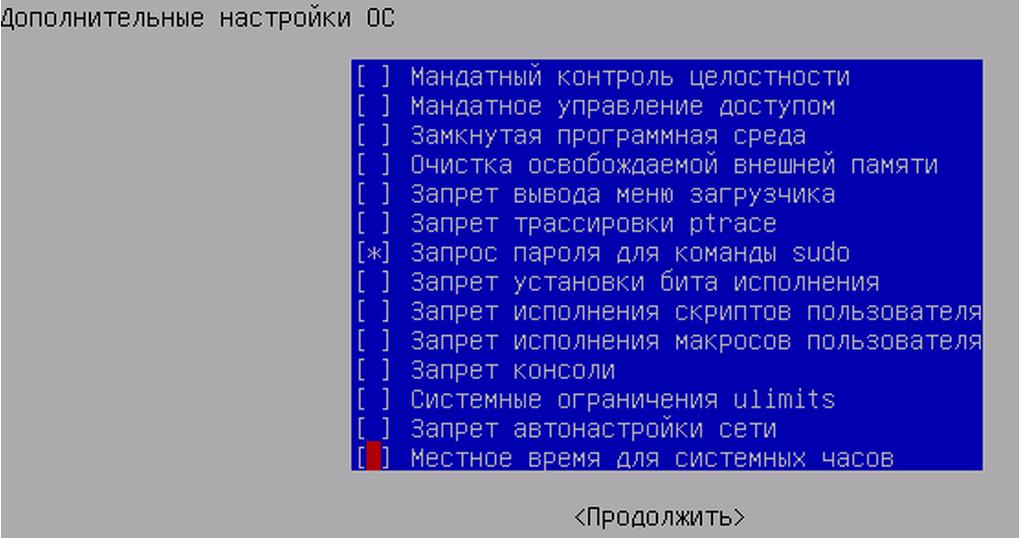 Дополнительные настройки ОС
[ ] Мандатный контроль целостности
[ ] Мандатное управление доступом
[ ] Замкнутая программная среда
[ ] Очистка освобождаемой внешней памяти
[ ] Запрет вывода меню загрузчика
[ ] Запрет трассировки ptrace
[*] Запрос пароля для команды sudo
[ ] Запрет установки бита исполнения
[ ] Запрет исполнения скриптов пользователя
[ ] Запрет исполнения макросов пользователя
[ ] Запрет консоли
[ ] Системные ограничения ulimits
[ ] Запрет автонастройки сети
[ ] Местное время для системных часов
<Продолжить>